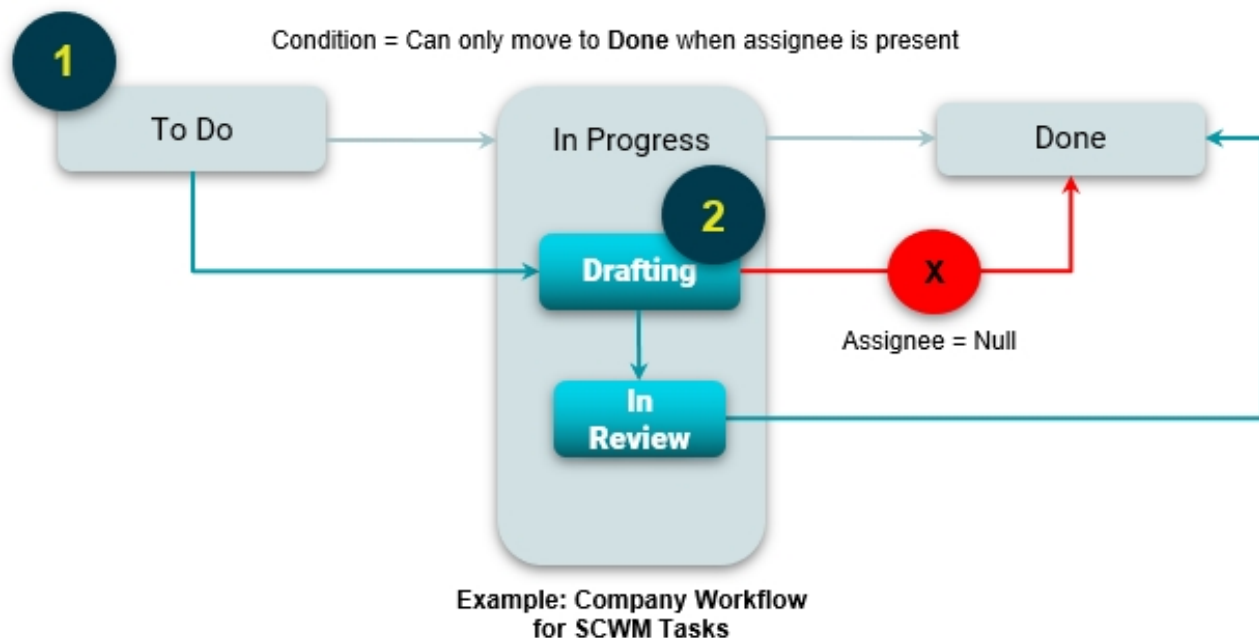 Condition = Can only move to Done when assignee is present
1
To Do
In Progress
Done
2
Drafting
X
Assignee = Null
In
Review
Example: Company Workflow
for SCWM Tasks